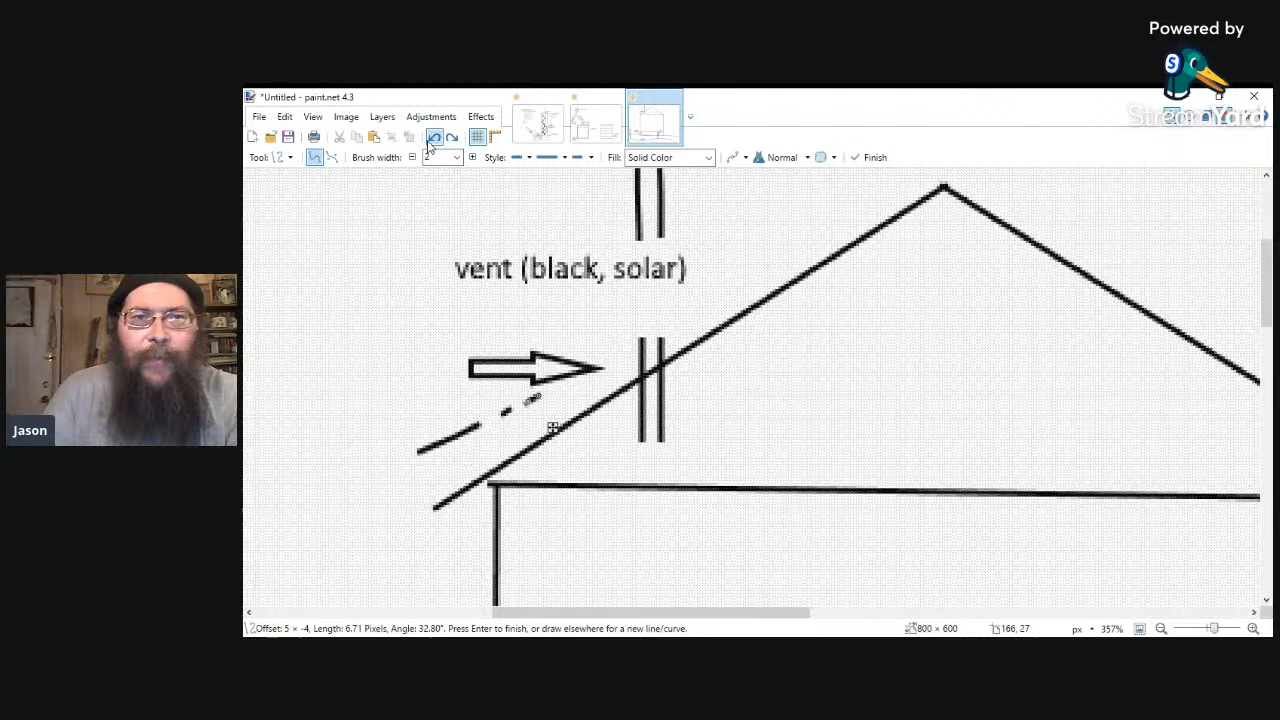 Powered by
StreamYard
*Untitled - paint.net 4.3
File Edit View Image Layers Adjustments Effects
Tool: Brush width: 2 Style: Fill: Solid Color Normal Finish
vent (black, solar)
Jason
Offset: 5 × -4, Length: 6.71 Pixels, Angle: 32.80°. Press Enter to finish, or draw elsewhere for a new line/curve.
800 × 600
166, 27
px
357%